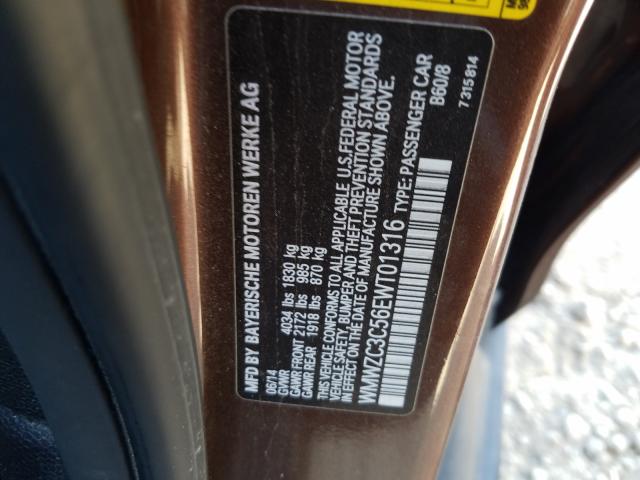 MFD BY BAYERISCHE MOTOREN WERKE AG
06/14
GVWR 4034 lbs 1830 kg
GAWR FRONT 2172 lbs 985 kg
GAWR REAR 1918 lbs 870 kg
THIS VEHICLE CONFORMS TO ALL APPLICABLE U.S. FEDERAL MOTOR
VEHICLE SAFETY, BUMPER AND THEFT PREVENTION STANDARDS
IN EFFECT ON THE DATE OF MANUFACTURE SHOWN ABOVE.
WMWZC3C56EWT01316 TYPE: PASSENGER CAR
B60/8
7 315 814